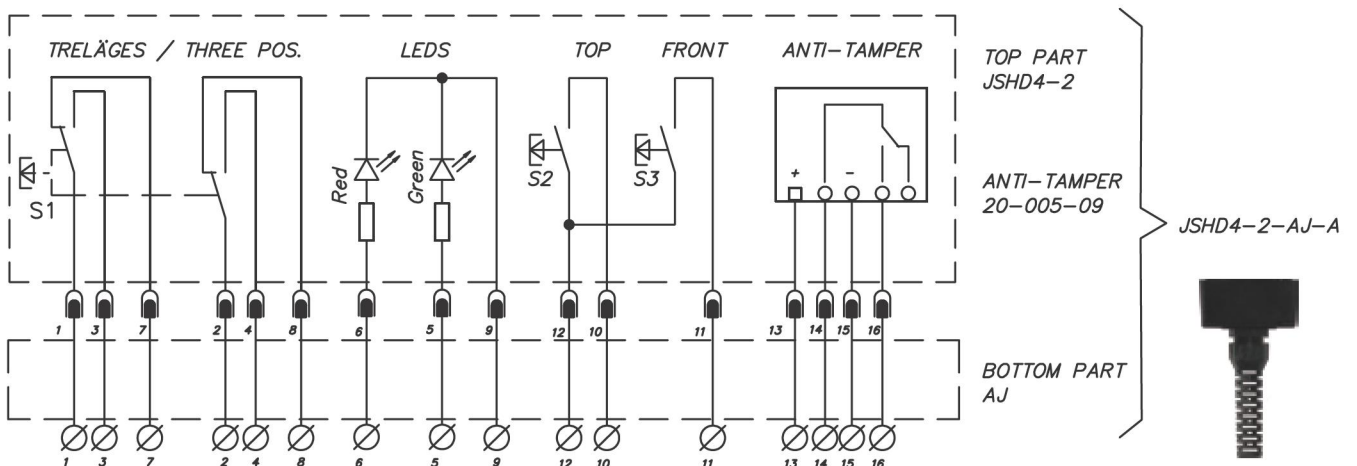 TRELÄGES / THREE POS.
LEDS
TOP
FRONT
ANTI-TAMPER
TOP PART
JSHD4-2
Red
Green
S2
S3
+
-
S1
ANTI-TAMPER
20-005-09
JSHD4-2-AJ-A
1 3 7 2 4 8 6 5 9 12 10 11 13 14 15 16
BOTTOM PART
AJ
1 3 7 2 4 8 6 5 9 12 10 11 13 14 15 16